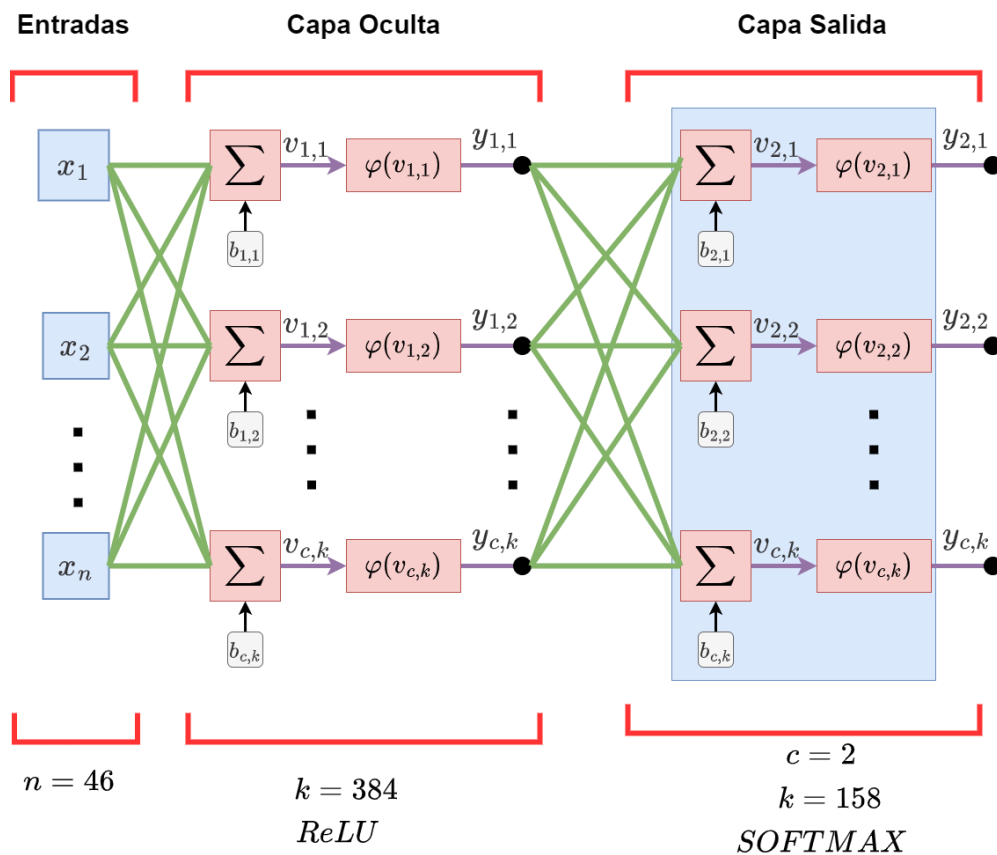 Entradas Capa Oculta Capa Salida
x_1 ∑ v_{1,1} φ(v_{1,1}) y_{1,1} ∑ v_{2,1} φ(v_{2,1}) y_{2,1}
b_{1,1} b_{2,1}
x_2 ∑ v_{1,2} φ(v_{1,2}) y_{1,2} ∑ v_{2,2} φ(v_{2,2}) y_{2,2}
b_{1,2} b_{2,2}
x_n ∑ v_{c,k} φ(v_{c,k}) y_{c,k} ∑ v_{c,k} φ(v_{c,k}) y_{c,k}
b_{c,k} b_{c,k}
n = 46
k = 384
ReLU
c = 2
k = 158
SOFTMAX